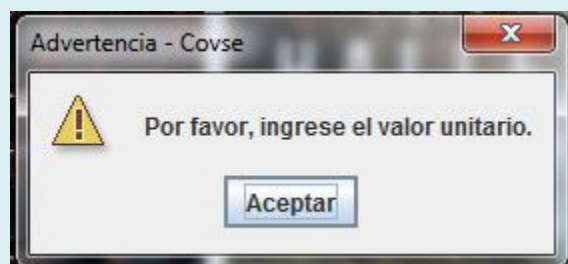 Advertencia - Covse
Por favor, ingrese el valor unitario.
Aceptar